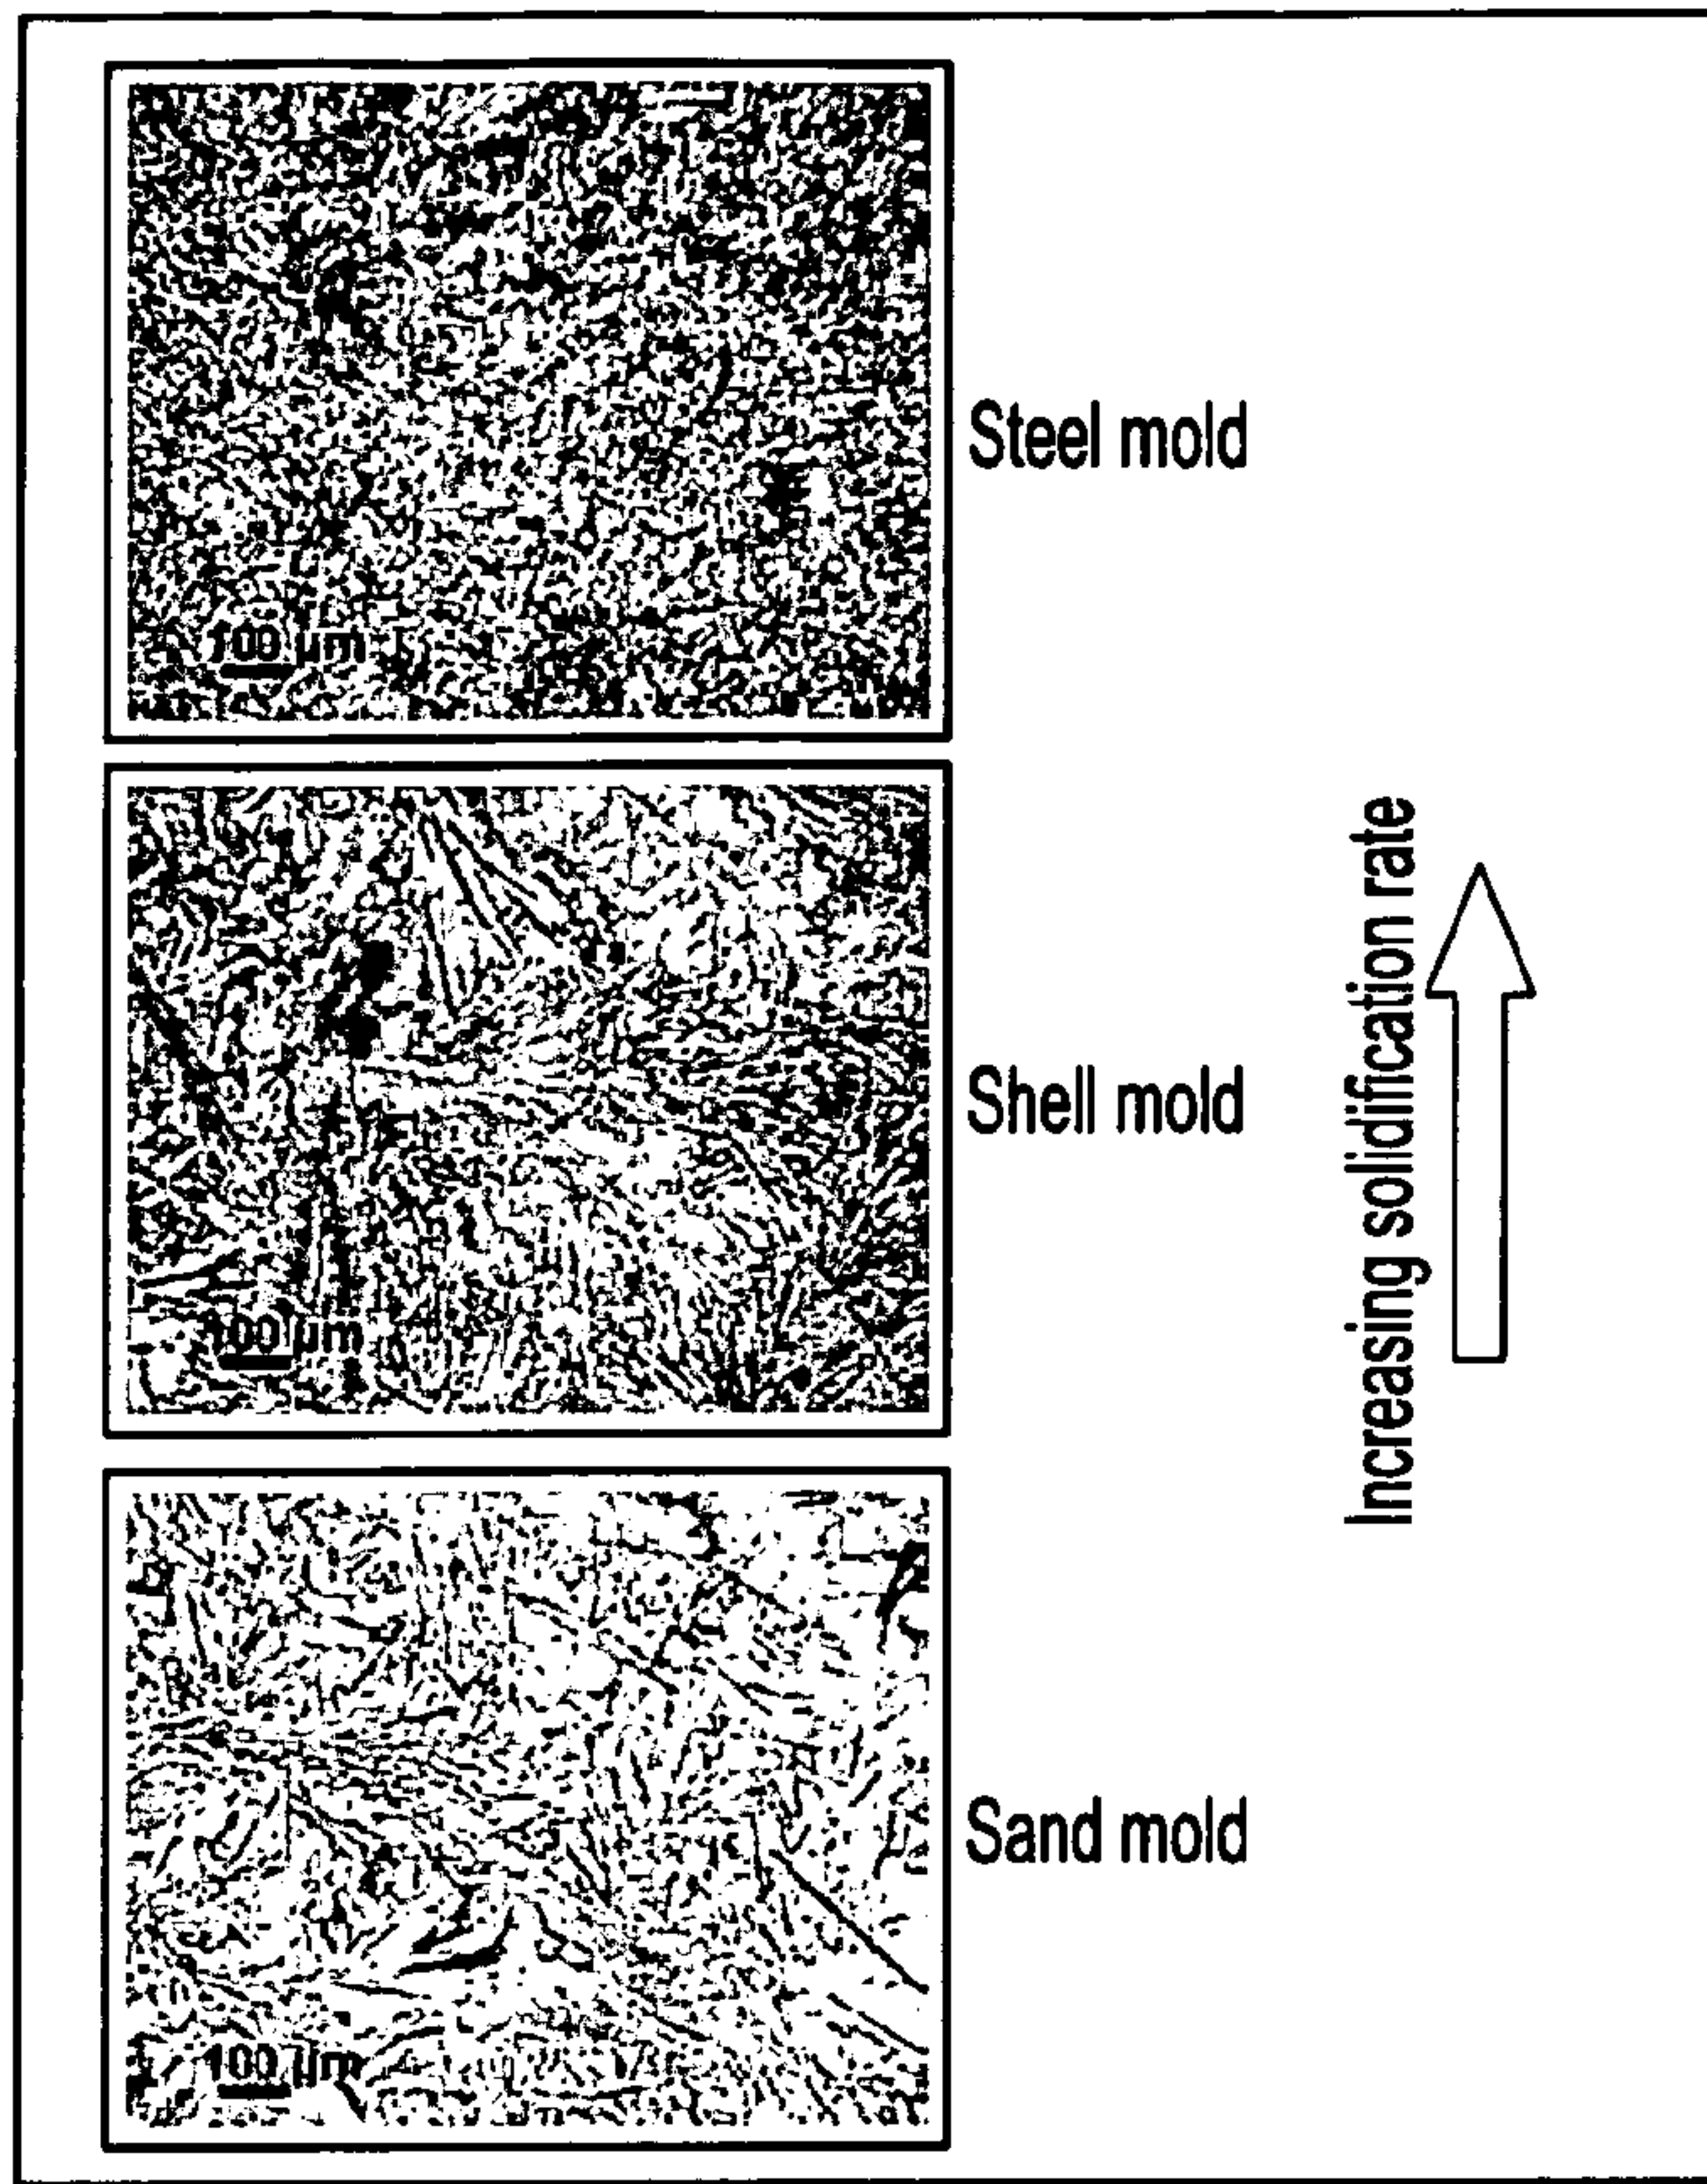 100 µm
Steel mold
100 µm
Shell mold
Increasing solidification rate
100 µm
Sand mold